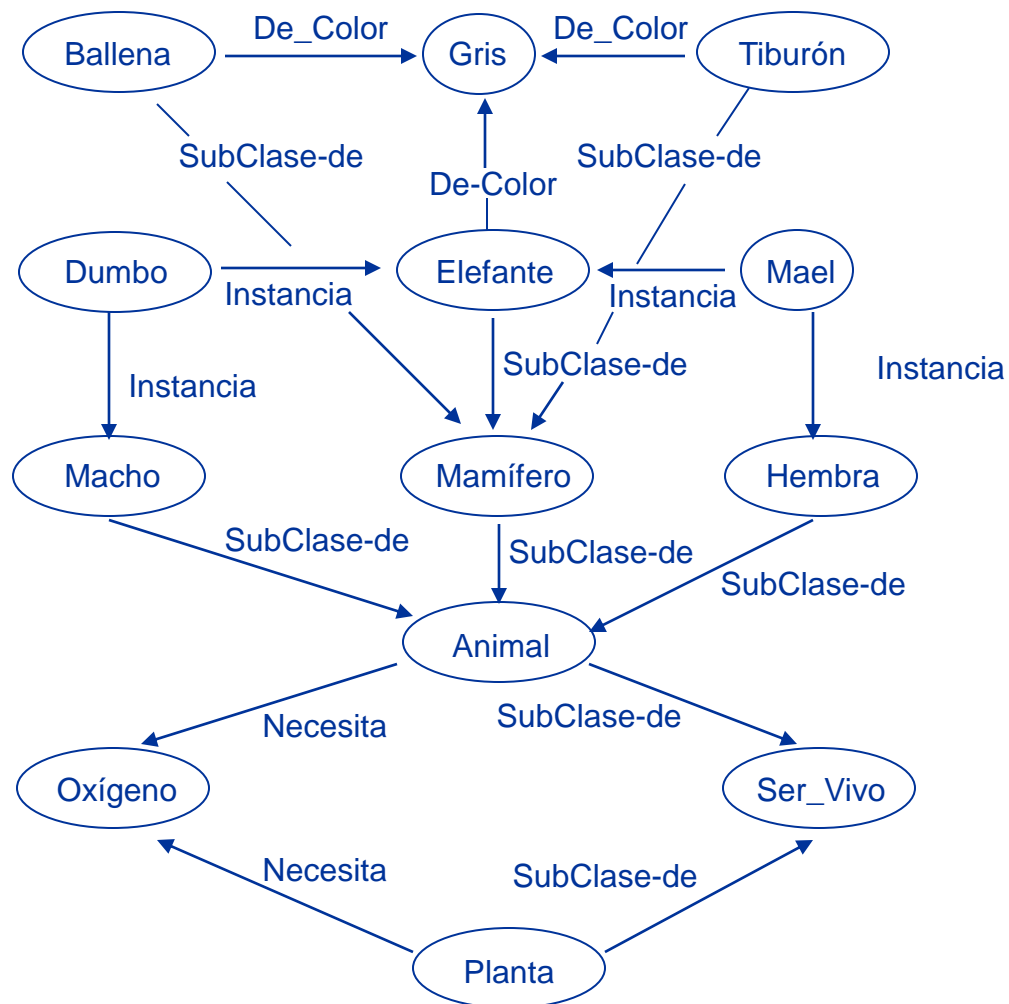 De_Color
De_Color
Ballena
Gris
Tiburón
SubClase-de
SubClase-de
De-Color
Dumbo
Elefante
Mael
Instancia
Instancia
SubClase-de
Instancia
Instancia
Macho
Mamífero
Hembra
SubClase-de
SubClase-de
SubClase-de
Animal
Necesita
SubClase-de
Oxígeno
Ser_Vivo
Necesita
SubClase-de
Planta